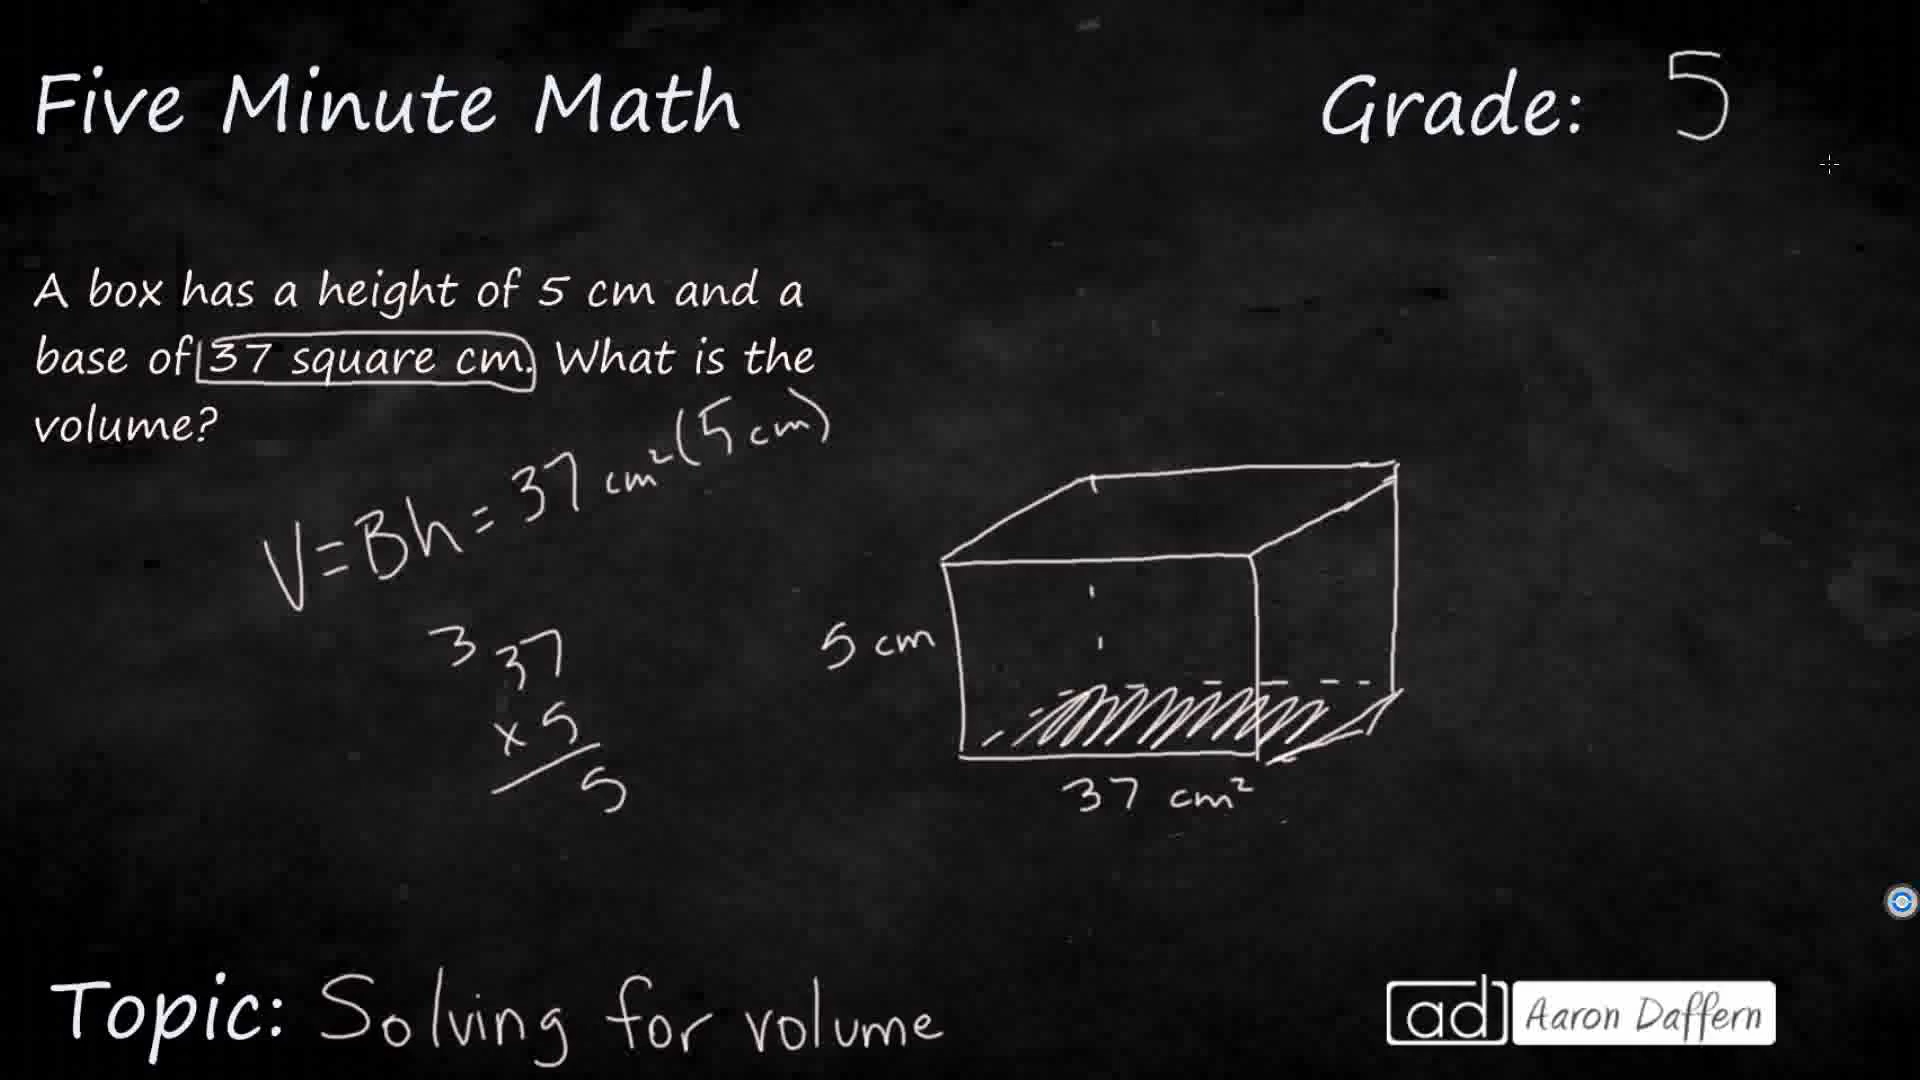 Five Minute Math
Grade: 5
A box has a height of 5 cm and a
base of 37 square cm. What is the
volume?
V=Bh=37 cm²(5cm)
3
37
x 5
5
5 cm
37 cm²
Topic: Solving for volume
ad Aaron Daffern